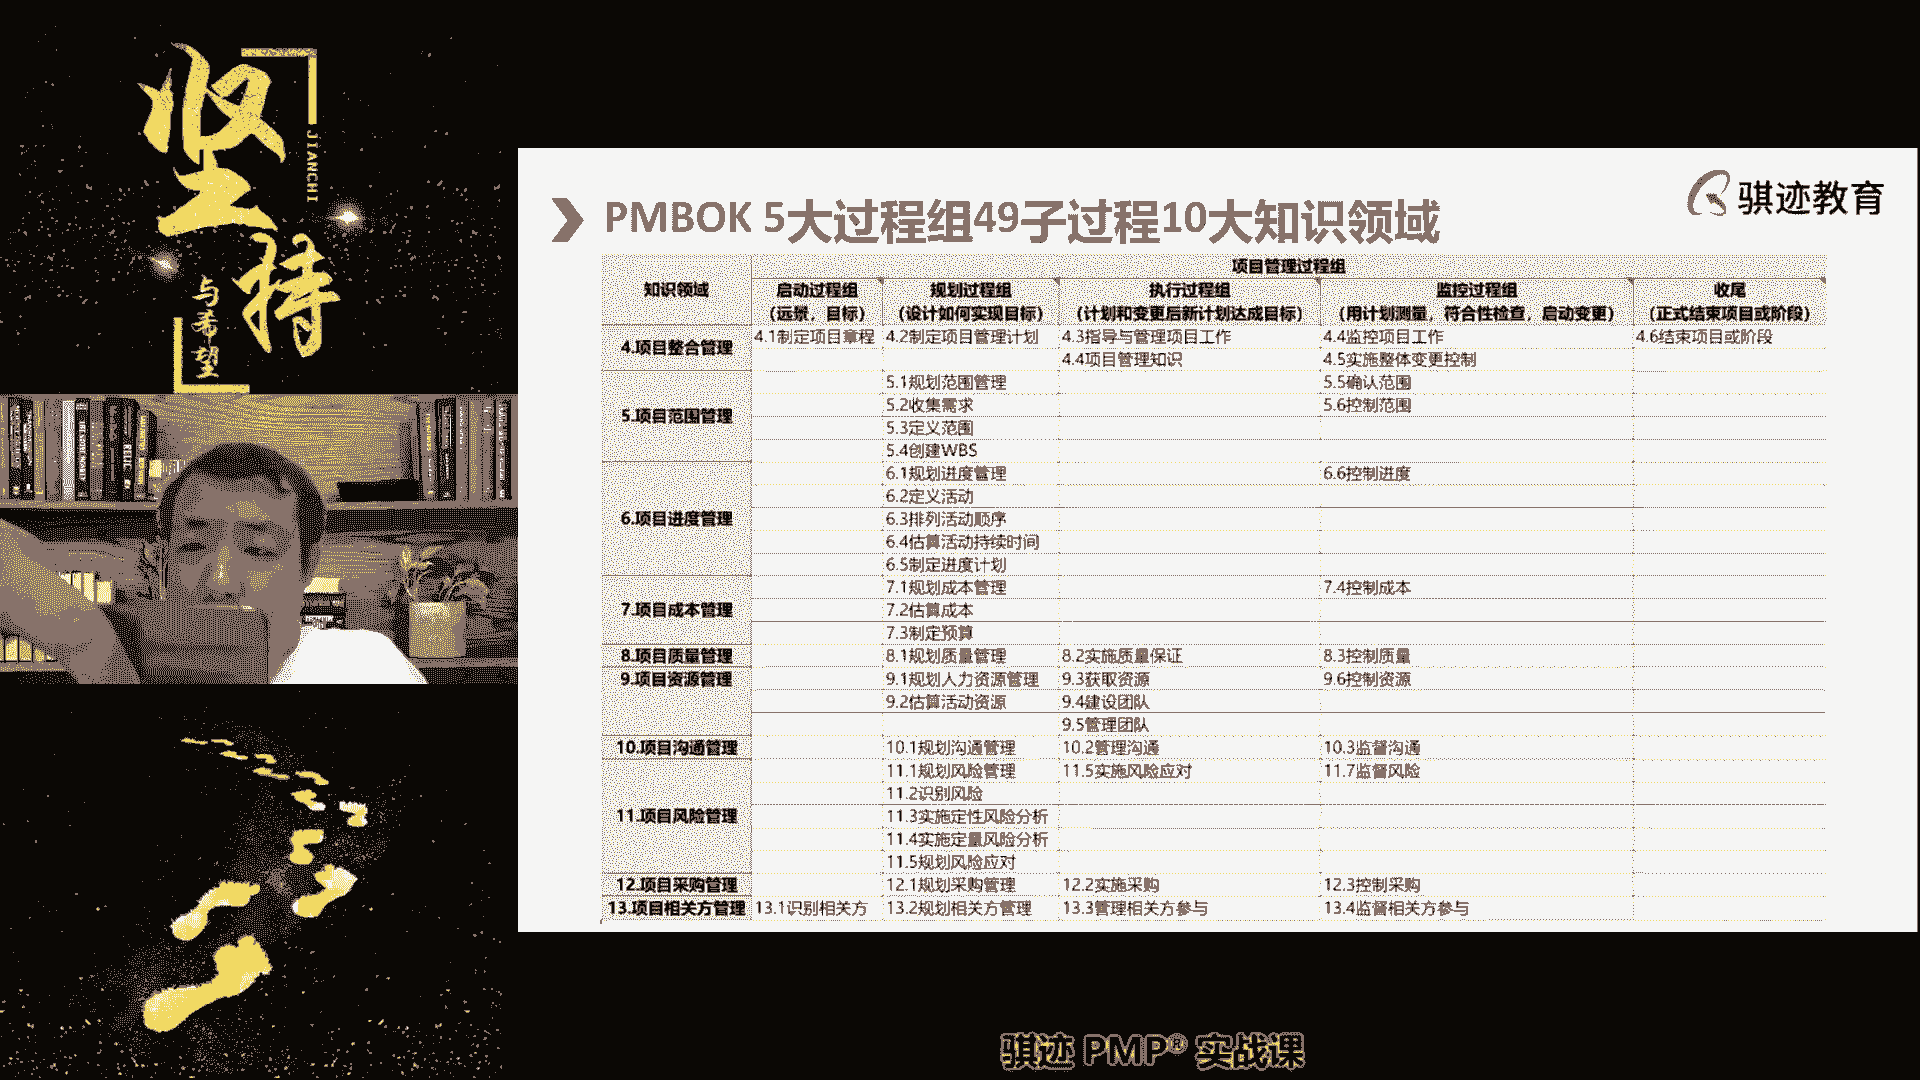 坚持
JIANCHI
与希望
骐迹教育
PMBOK 5大过程组49子过程10大知识领域
知识领域 项目管理过程组
启动过程组 规划过程组 执行过程组 监控过程组 收尾
(远景,目标) (设计如何实现目标) (计划和变更后新计划达成目标) (用计划测量,符合性检查,启动变更) (正式结束项目或阶段)
4.项目整合管理 4.1制定项目章程 4.2制定项目管理计划 4.3指导与管理项目工作 4.4监控项目工作 4.6结束项目或阶段
4.4项目管理知识 4.5实施整体变更控制
5.项目范围管理 5.1规划范围管理 5.5确认范围
5.2收集需求 5.6控制范围
5.3定义范围
5.4创建WBS
6.项目进度管理 6.1规划进度管理 6.6控制进度
6.2定义活动
6.3排列活动顺序
6.4估算活动持续时间
6.5制定进度计划
7.项目成本管理 7.1规划成本管理 7.4控制成本
7.2估算成本
7.3制定预算
8.项目质量管理 8.1规划质量管理 8.2实施质量保证 8.3控制质量
9.项目资源管理 9.1规划人力资源管理 9.3获取资源 9.6控制资源
9.2估算活动资源 9.4建设团队
9.5管理团队
10.项目沟通管理 10.1规划沟通管理 10.2管理沟通 10.3监督沟通
11.项目风险管理 11.1规划风险管理 11.5实施风险应对 11.7监督风险
11.2识别风险
11.3实施定性风险分析
11.4实施定量风险分析
11.5规划风险应对
12.项目采购管理 12.1规划采购管理 12.2实施采购 12.3控制采购
13.项目相关方管理 13.1识别相关方 13.2规划相关方管理 13.3管理相关方参与 13.4监督相关方参与
骐迹 PMP® 实战课